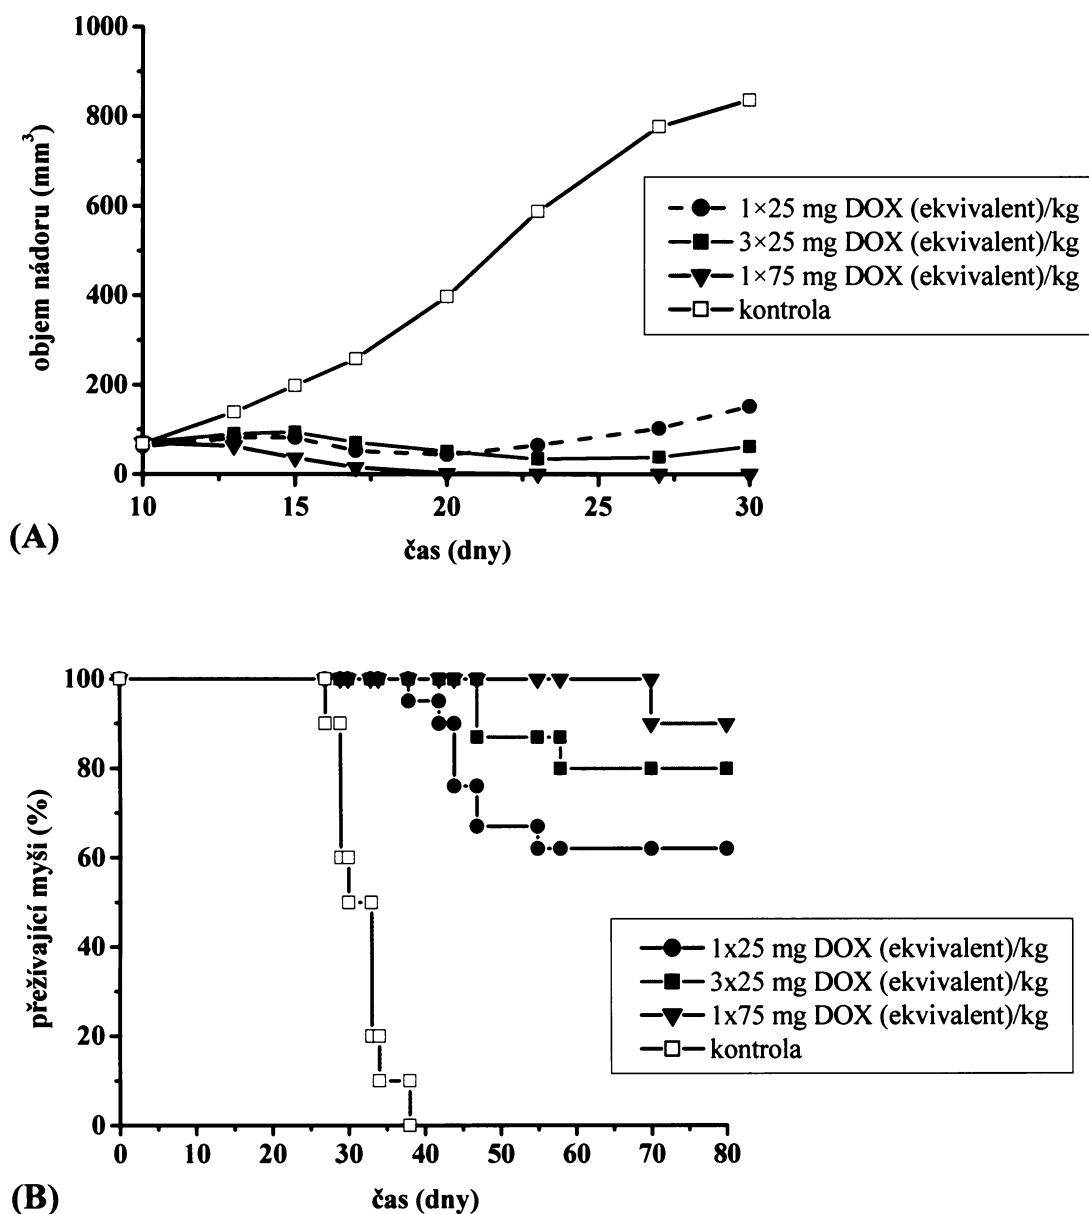 1000
800
600
400
200
0
objem nádoru (mm³)
1×25 mg DOX (ekvivalent)/kg
3×25 mg DOX (ekvivalent)/kg
1×75 mg DOX (ekvivalent)/kg
kontrola
10 15 20 25 30
(A)
čas (dny)
100
80
60
40
20
0
přežívající myši (%)
1x25 mg DOX (ekvivalent)/kg
3x25 mg DOX (ekvivalent)/kg
1x75 mg DOX (ekvivalent)/kg
kontrola
0 10 20 30 40 50 60 70 80
(B)
čas (dny)